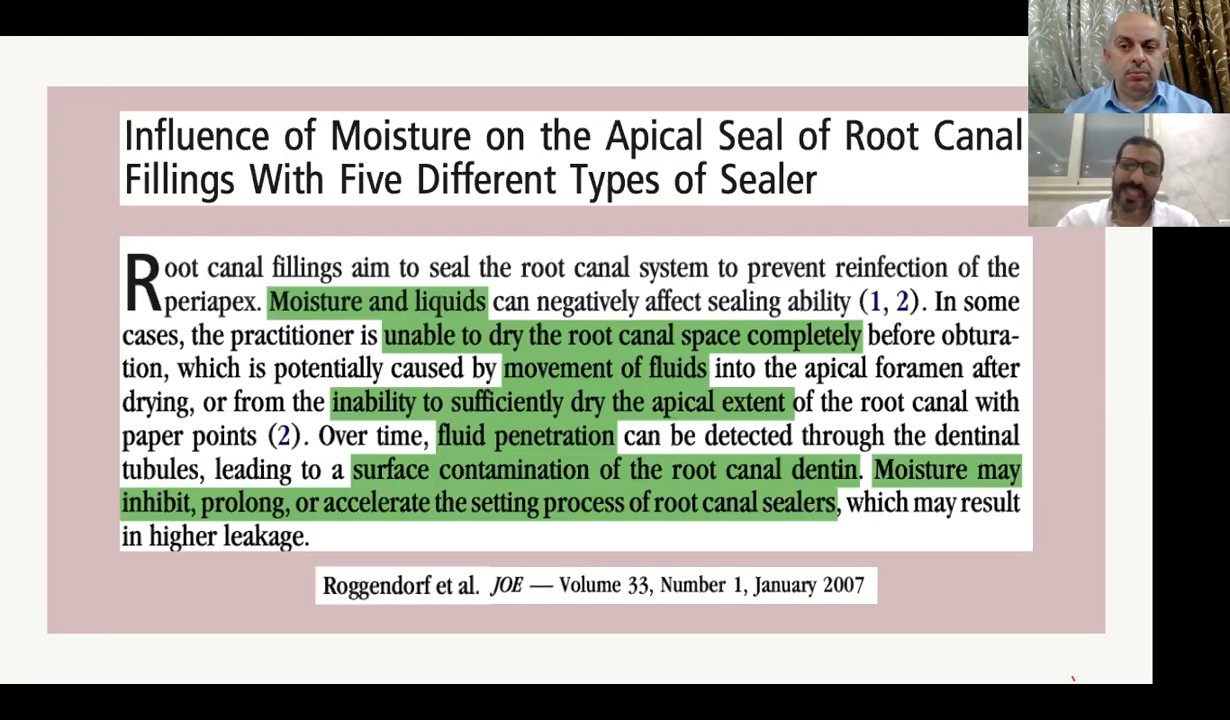 Influence of Moisture on the Apical Seal of Root Canal
Fillings With Five Different Types of Sealer
Root canal fillings aim to seal the root canal system to prevent reinfection of the
periapex. Moisture and liquids can negatively affect sealing ability (1, 2). In some
cases, the practitioner is unable to dry the root canal space completely before obtura-
tion, which is potentially caused by movement of fluids into the apical foramen after
drying, or from the inability to sufficiently dry the apical extent of the root canal with
paper points (2). Over time, fluid penetration can be detected through the dentinal
tubules, leading to a surface contamination of the root canal dentin. Moisture may
inhibit, prolong, or accelerate the setting process of root canal sealers, which may result
in higher leakage.
Roggendorf et al. JOE — Volume 33, Number 1, January 2007